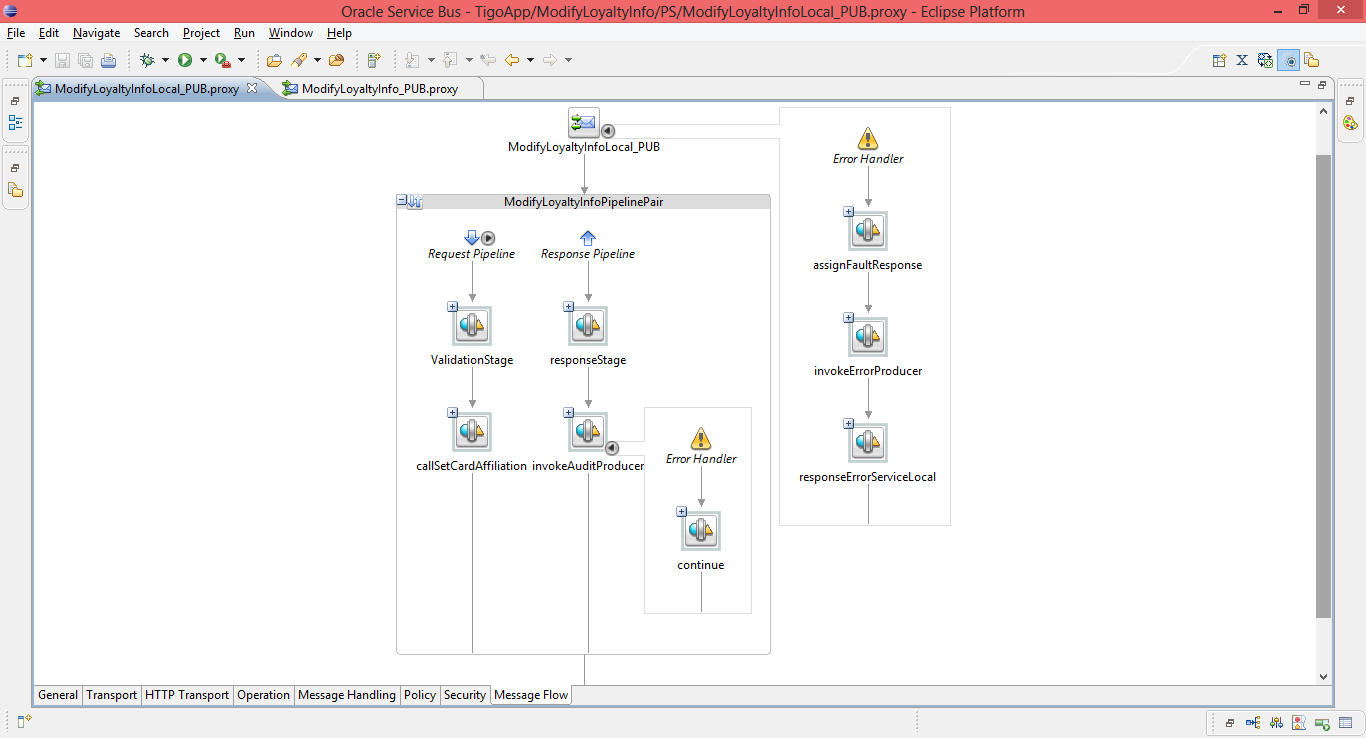 Oracle Service Bus - TigoApp/ModifyLoyaltyInfo/PS/ModifyLoyaltyInfoLocal_PUB.proxy - Eclipse Platform
File Edit Navigate Search Project Run Window Help
ModifyLoyaltyInfoLocal_PUB.proxy ModifyLoyaltyInfo_PUB.proxy
ModifyLoyaltyInfoLocal_PUB
ModifyLoyaltyInfoPipelinePair
Request Pipeline
ValidationStage
callSetCardAffiliation
Response Pipeline
responseStage
invokeAuditProducer
Error Handler
continue
Error Handler
assignFaultResponse
invokeErrorProducer
responseErrorServiceLocal
General Transport HTTP Transport Operation Message Handling Policy Security Message Flow